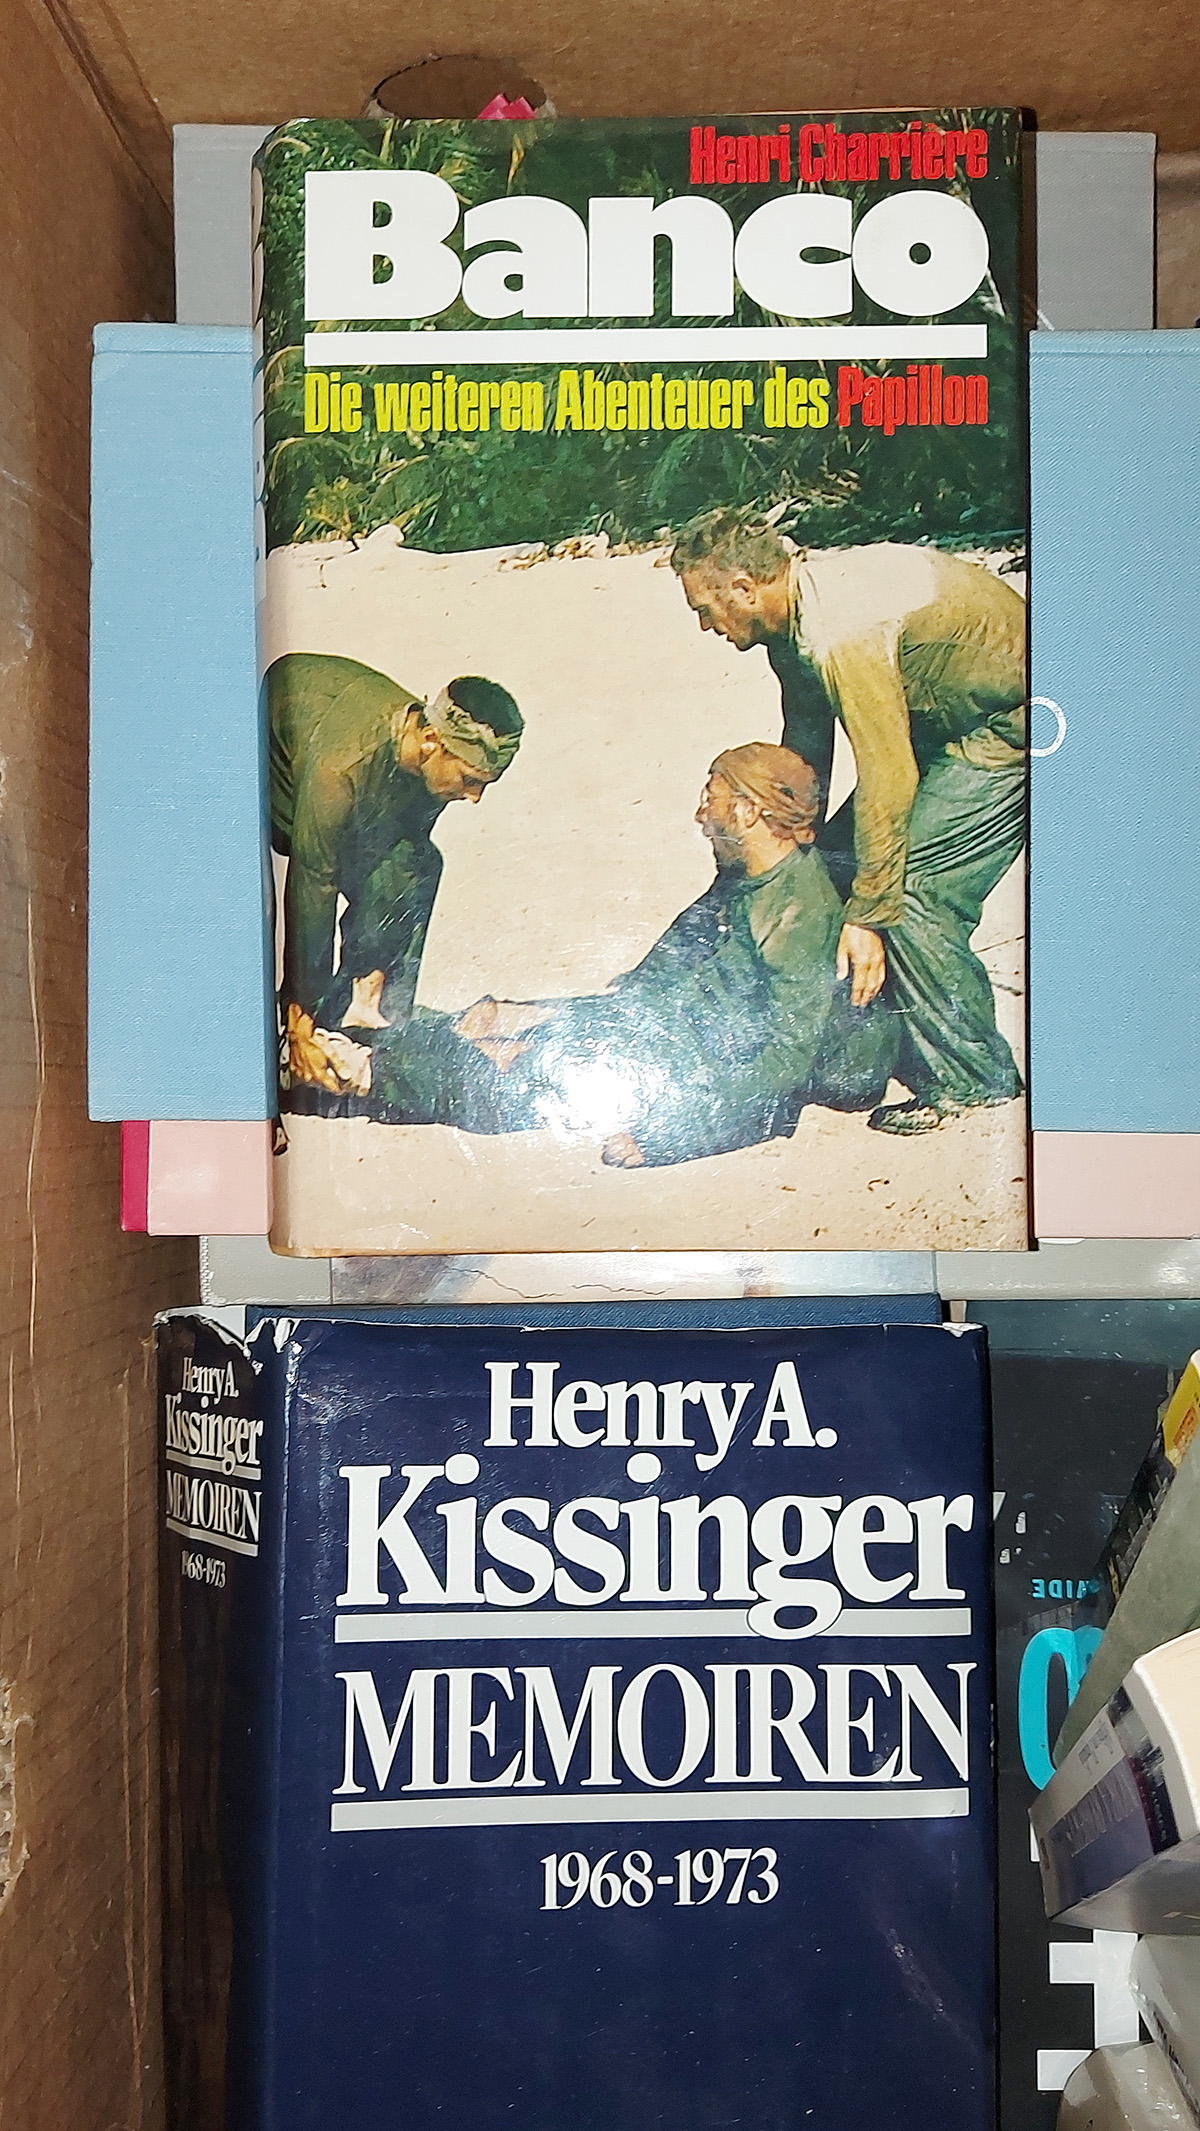 Henri Charrière
Banco
Die weiteren Abenteuer des Papillon
Henry A.
Kissinger
MEMOIREN
1968-1973
Henry A.
Kissinger
MEMOIREN
1968-1973